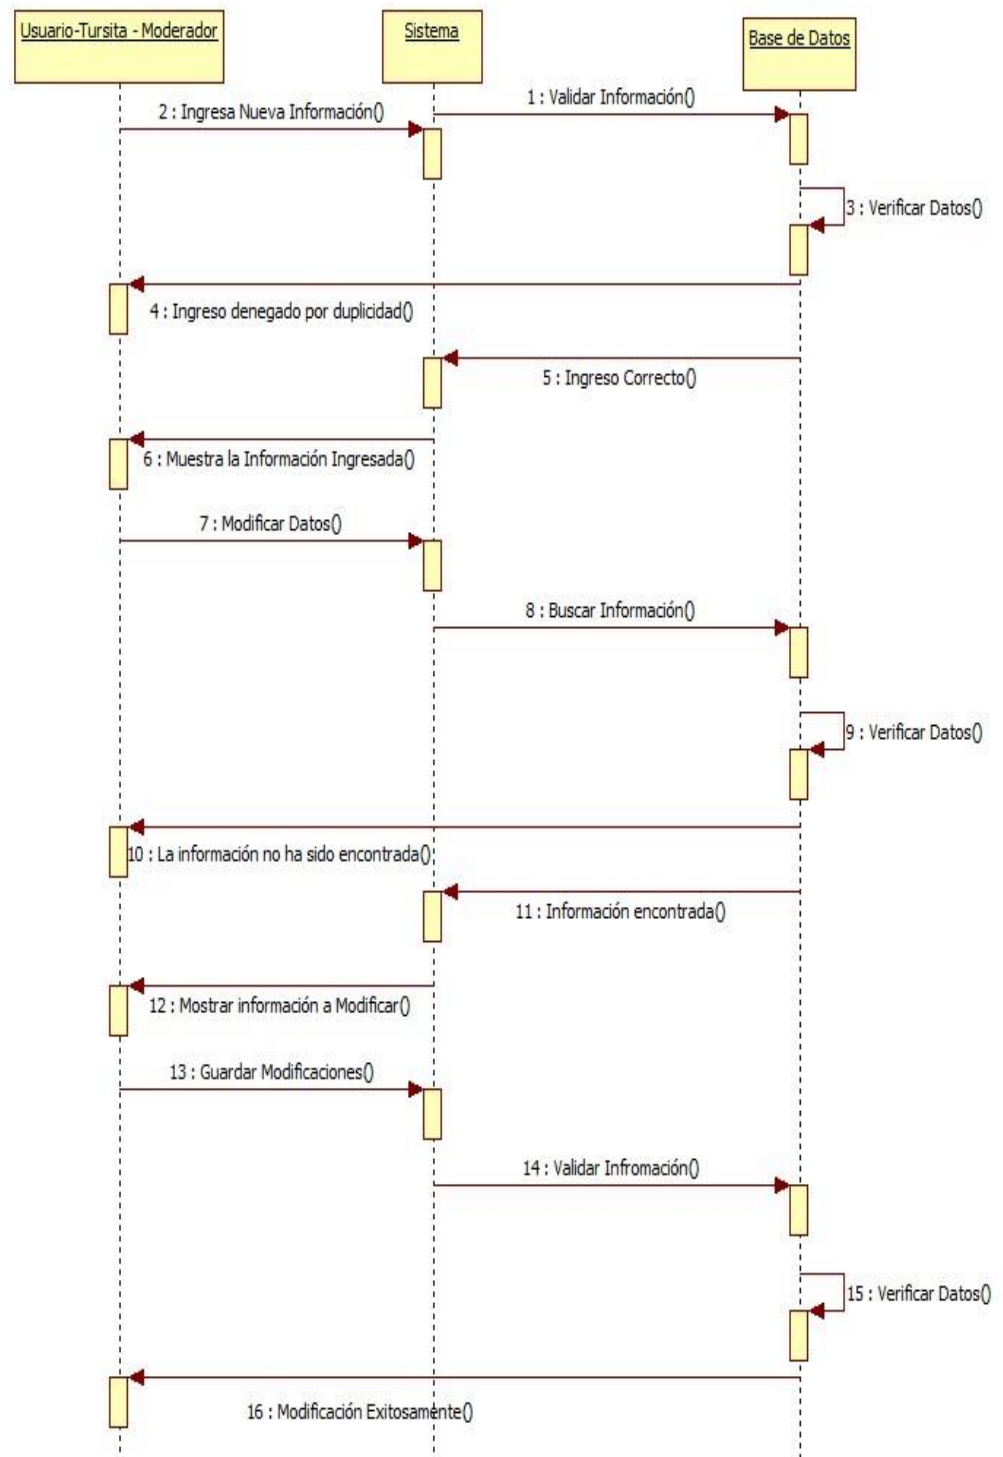 Usuario-Tursita - Moderador
Sistema
Base de Datos
1 : Validar Información()
2 : Ingresa Nueva Información()
3 : Verificar Datos()
4 : Ingreso denegado por duplicidad()
5 : Ingreso Correcto()
6 : Muestra la Información Ingresada()
7 : Modificar Datos()
8 : Buscar Información()
9 : Verificar Datos()
10 : La información no ha sido encontrada()
11 : Información encontrada()
12 : Mostrar información a Modificar()
13 : Guardar Modificaciones()
14 : Validar Infromación()
15 : Verificar Datos()
16 : Modificación Exitosamente()